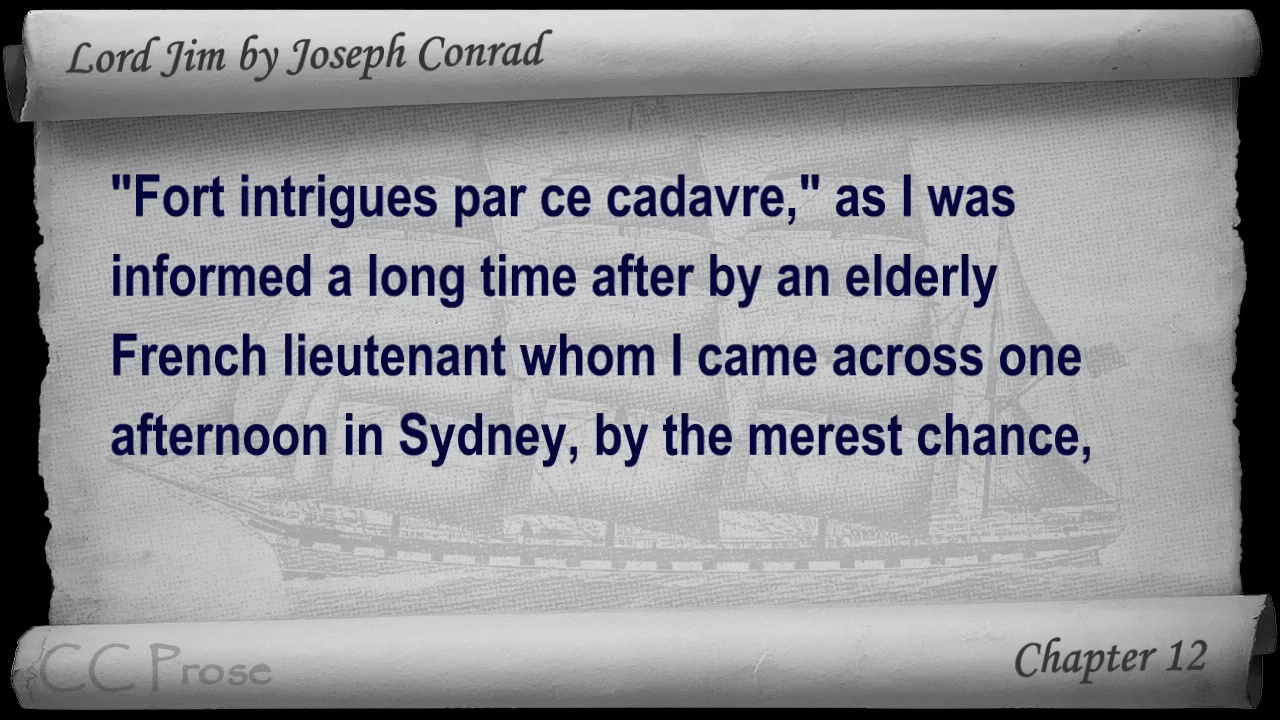 Lord Jim by Joseph Conrad
"Fort intrigues par ce cadavre," as I was
informed a long time after by an elderly
French lieutenant whom I came across one
afternoon in Sydney, by the merest chance,
CC Prose
Chapter 12